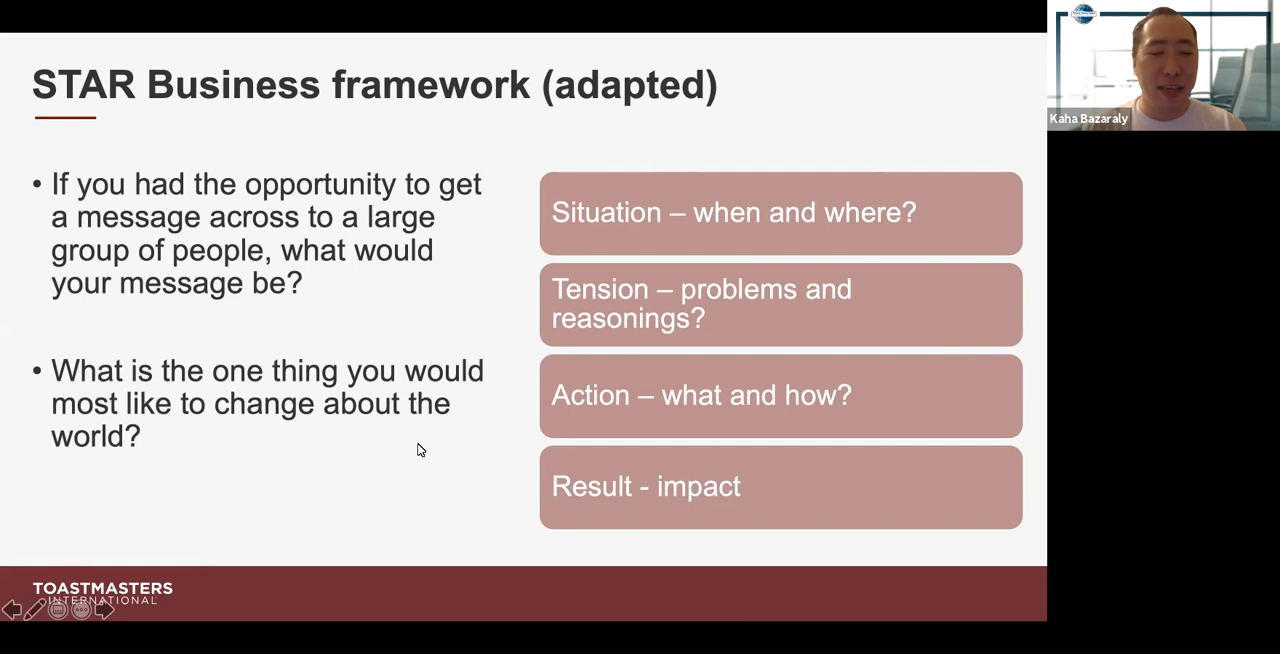 STAR Business framework (adapted)
• If you had the opportunity to get
a message across to a large
group of people, what would
your message be?
• What is the one thing you would
most like to change about the
world?
Situation – when and where?
Tension – problems and
reasonings?
Action – what and how?
Result - impact
TOASTMASTERS
INTERNATIONAL
Kaha Bazaraly
TOASTMASTERS